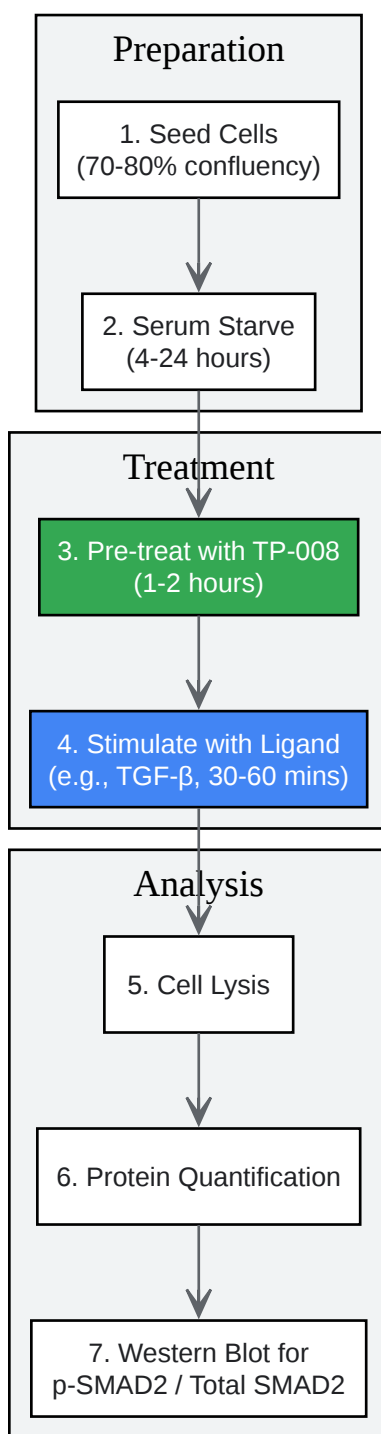 Preparation
1. Seed Cells
(70-80% confluency)
2. Serum Starve
(4-24 hours)
Treatment
3. Pre-treat with TP-008
(1-2 hours)
4. Stimulate with Ligand
(e.g., TGF-β, 30-60 mins)
Analysis
5. Cell Lysis
6. Protein Quantification
7. Western Blot for
p-SMAD2 / Total SMAD2